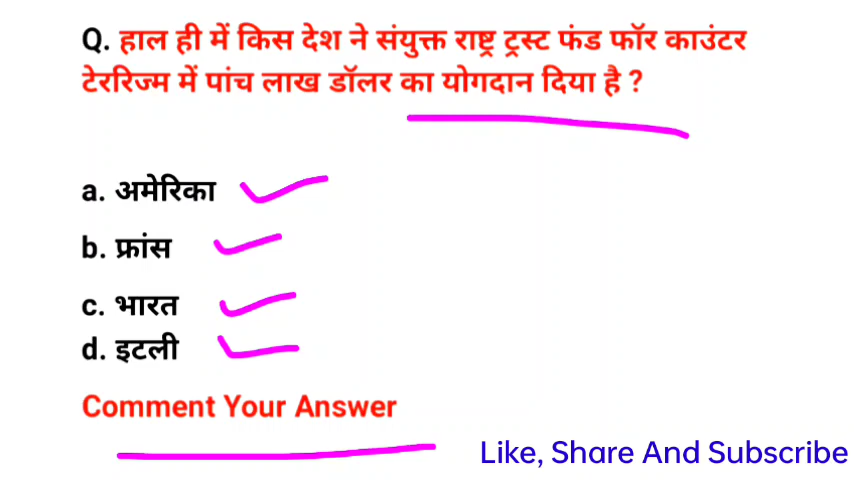 Q. हाल ही में किस देश ने संयुक्त राष्ट्र ट्रस्ट फंड फॉर काउंटर
टेररिज्म में पांच लाख डॉलर का योगदान दिया है ?
a. अमेरिका
b. फ्रांस
c. भारत
d. इटली
Comment Your Answer
Like, Share And Subscribe